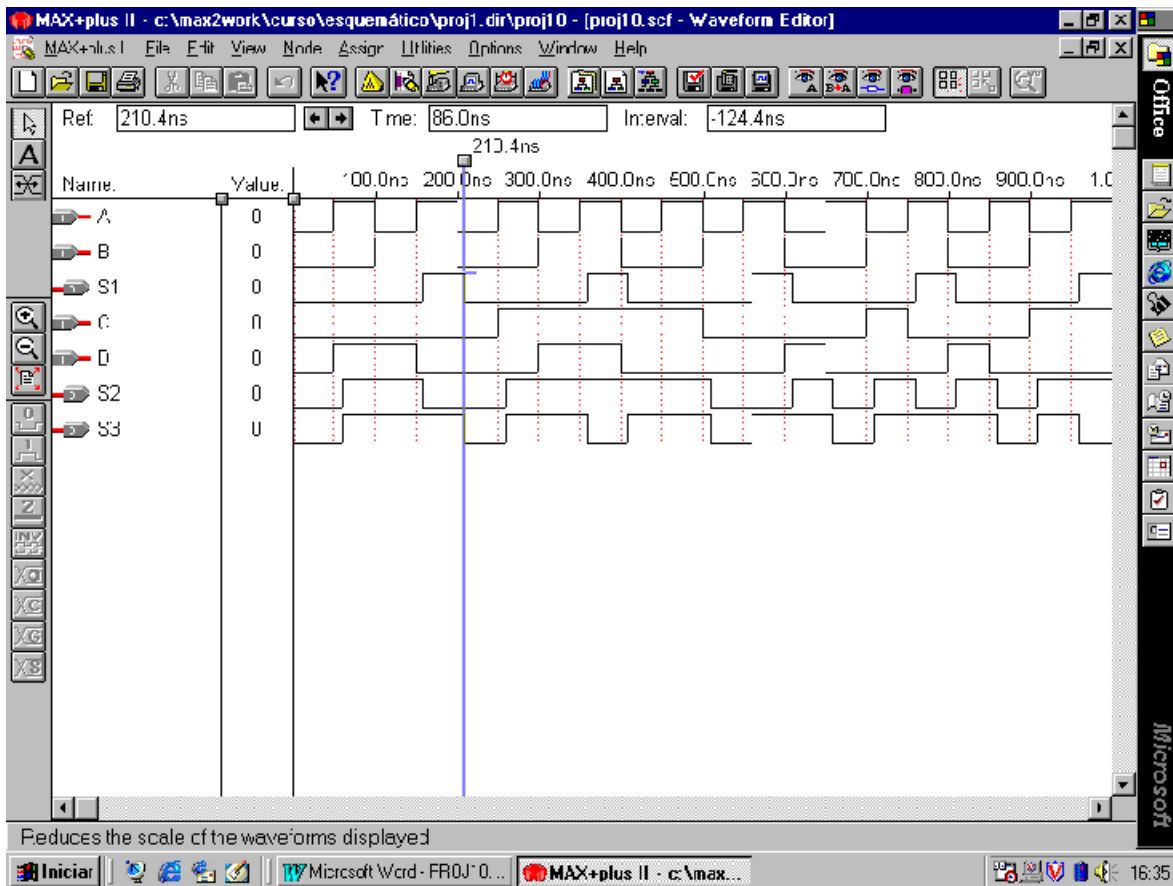 MAX+plus II - c:\max2work\curso\esquemático\proj1.dir\proj10 - [proj10.scf - Waveform Editor]
MAX+plus II File Edit View Node Assign Utilities Options Window Help
Ref: 210.4ns Time: 86.0ns Interval: -124.4ns
210.4ns
Name: Value: 100.0ns 200.0ns 300.0ns 400.0ns 500.0ns 600.0ns 700.0ns 800.0ns 900.0ns 1.0
A 0
B 0
S1 0
C 0
D 0
S2 0
S3 0
Office
Microsoft
Reduces the scale of the waveforms displayed
Iniciar Microsoft Word - PROJ10... MAX+plus II - c:\max... 16:35